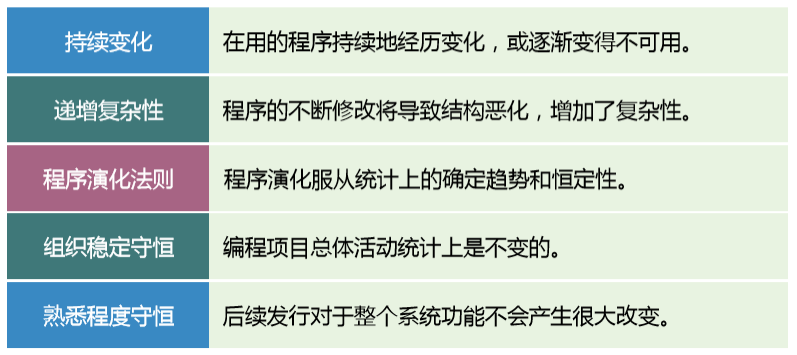 持续变化 在用的程序持续地经历变化，或逐渐变得不可用。
递增复杂性 程序的不断修改将导致结构恶化，增加了复杂性。
程序演化法则 程序演化服从统计上的确定趋势和恒定性。
组织稳定守恒 编程项目总体活动统计上是不变的。
熟悉程度守恒 后续发行对于整个系统功能不会产生很大改变。